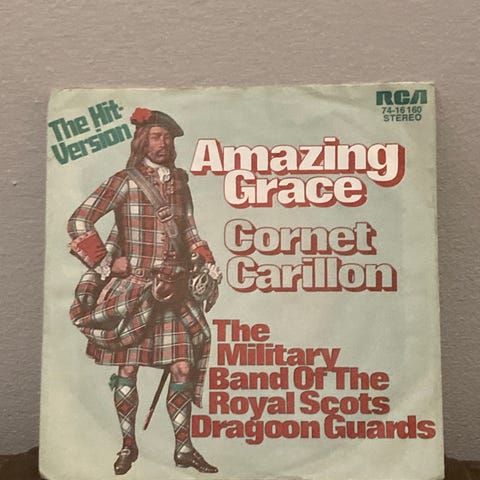 The Hit-
Version
RCA
74-16 160
STEREO
Amazing
Grace
Cornet
Carillon
The
Military
Band Of The
Royal Scots
Dragoon Guards